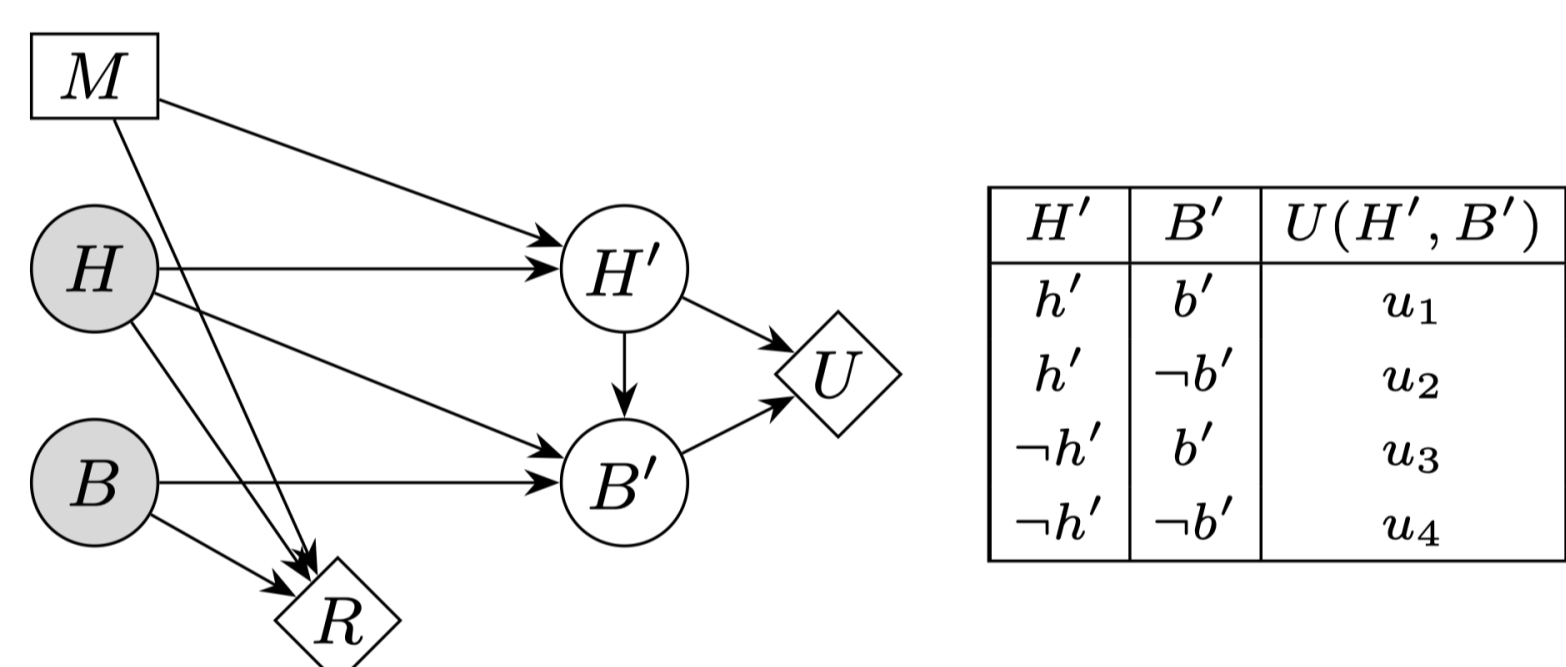 M
H
H′
U
B
B′
R
H′ B′ U(H′, B′)
h′ b′ u₁
h′ ¬b′ u₂
¬h′ b′ u₃
¬h′ ¬b′ u₄